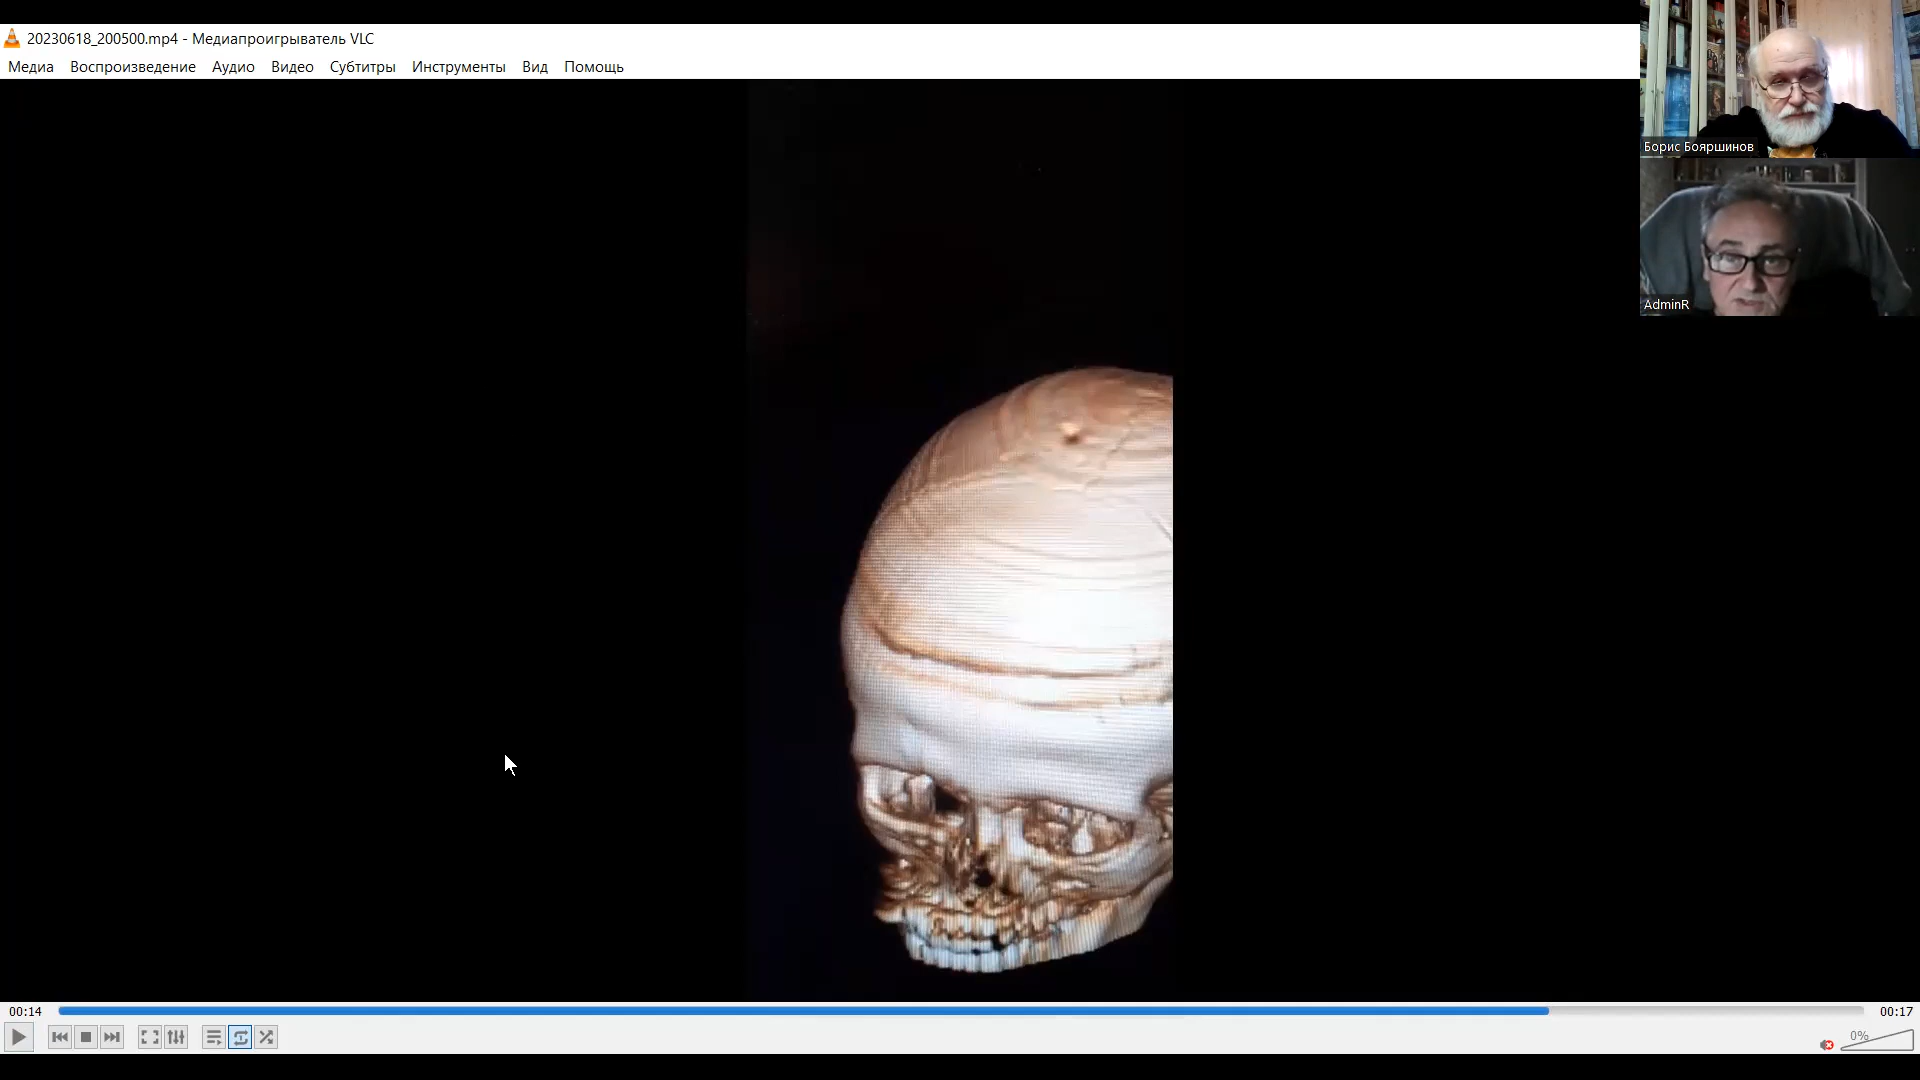 20230618_200500.mp4 - Медиапроигрыватель VLC
Медиа Воспроизведение Аудио Видео Субтитры Инструменты Вид Помощь
Борис Бояршинов
AdminR
00:14
00:17
0%